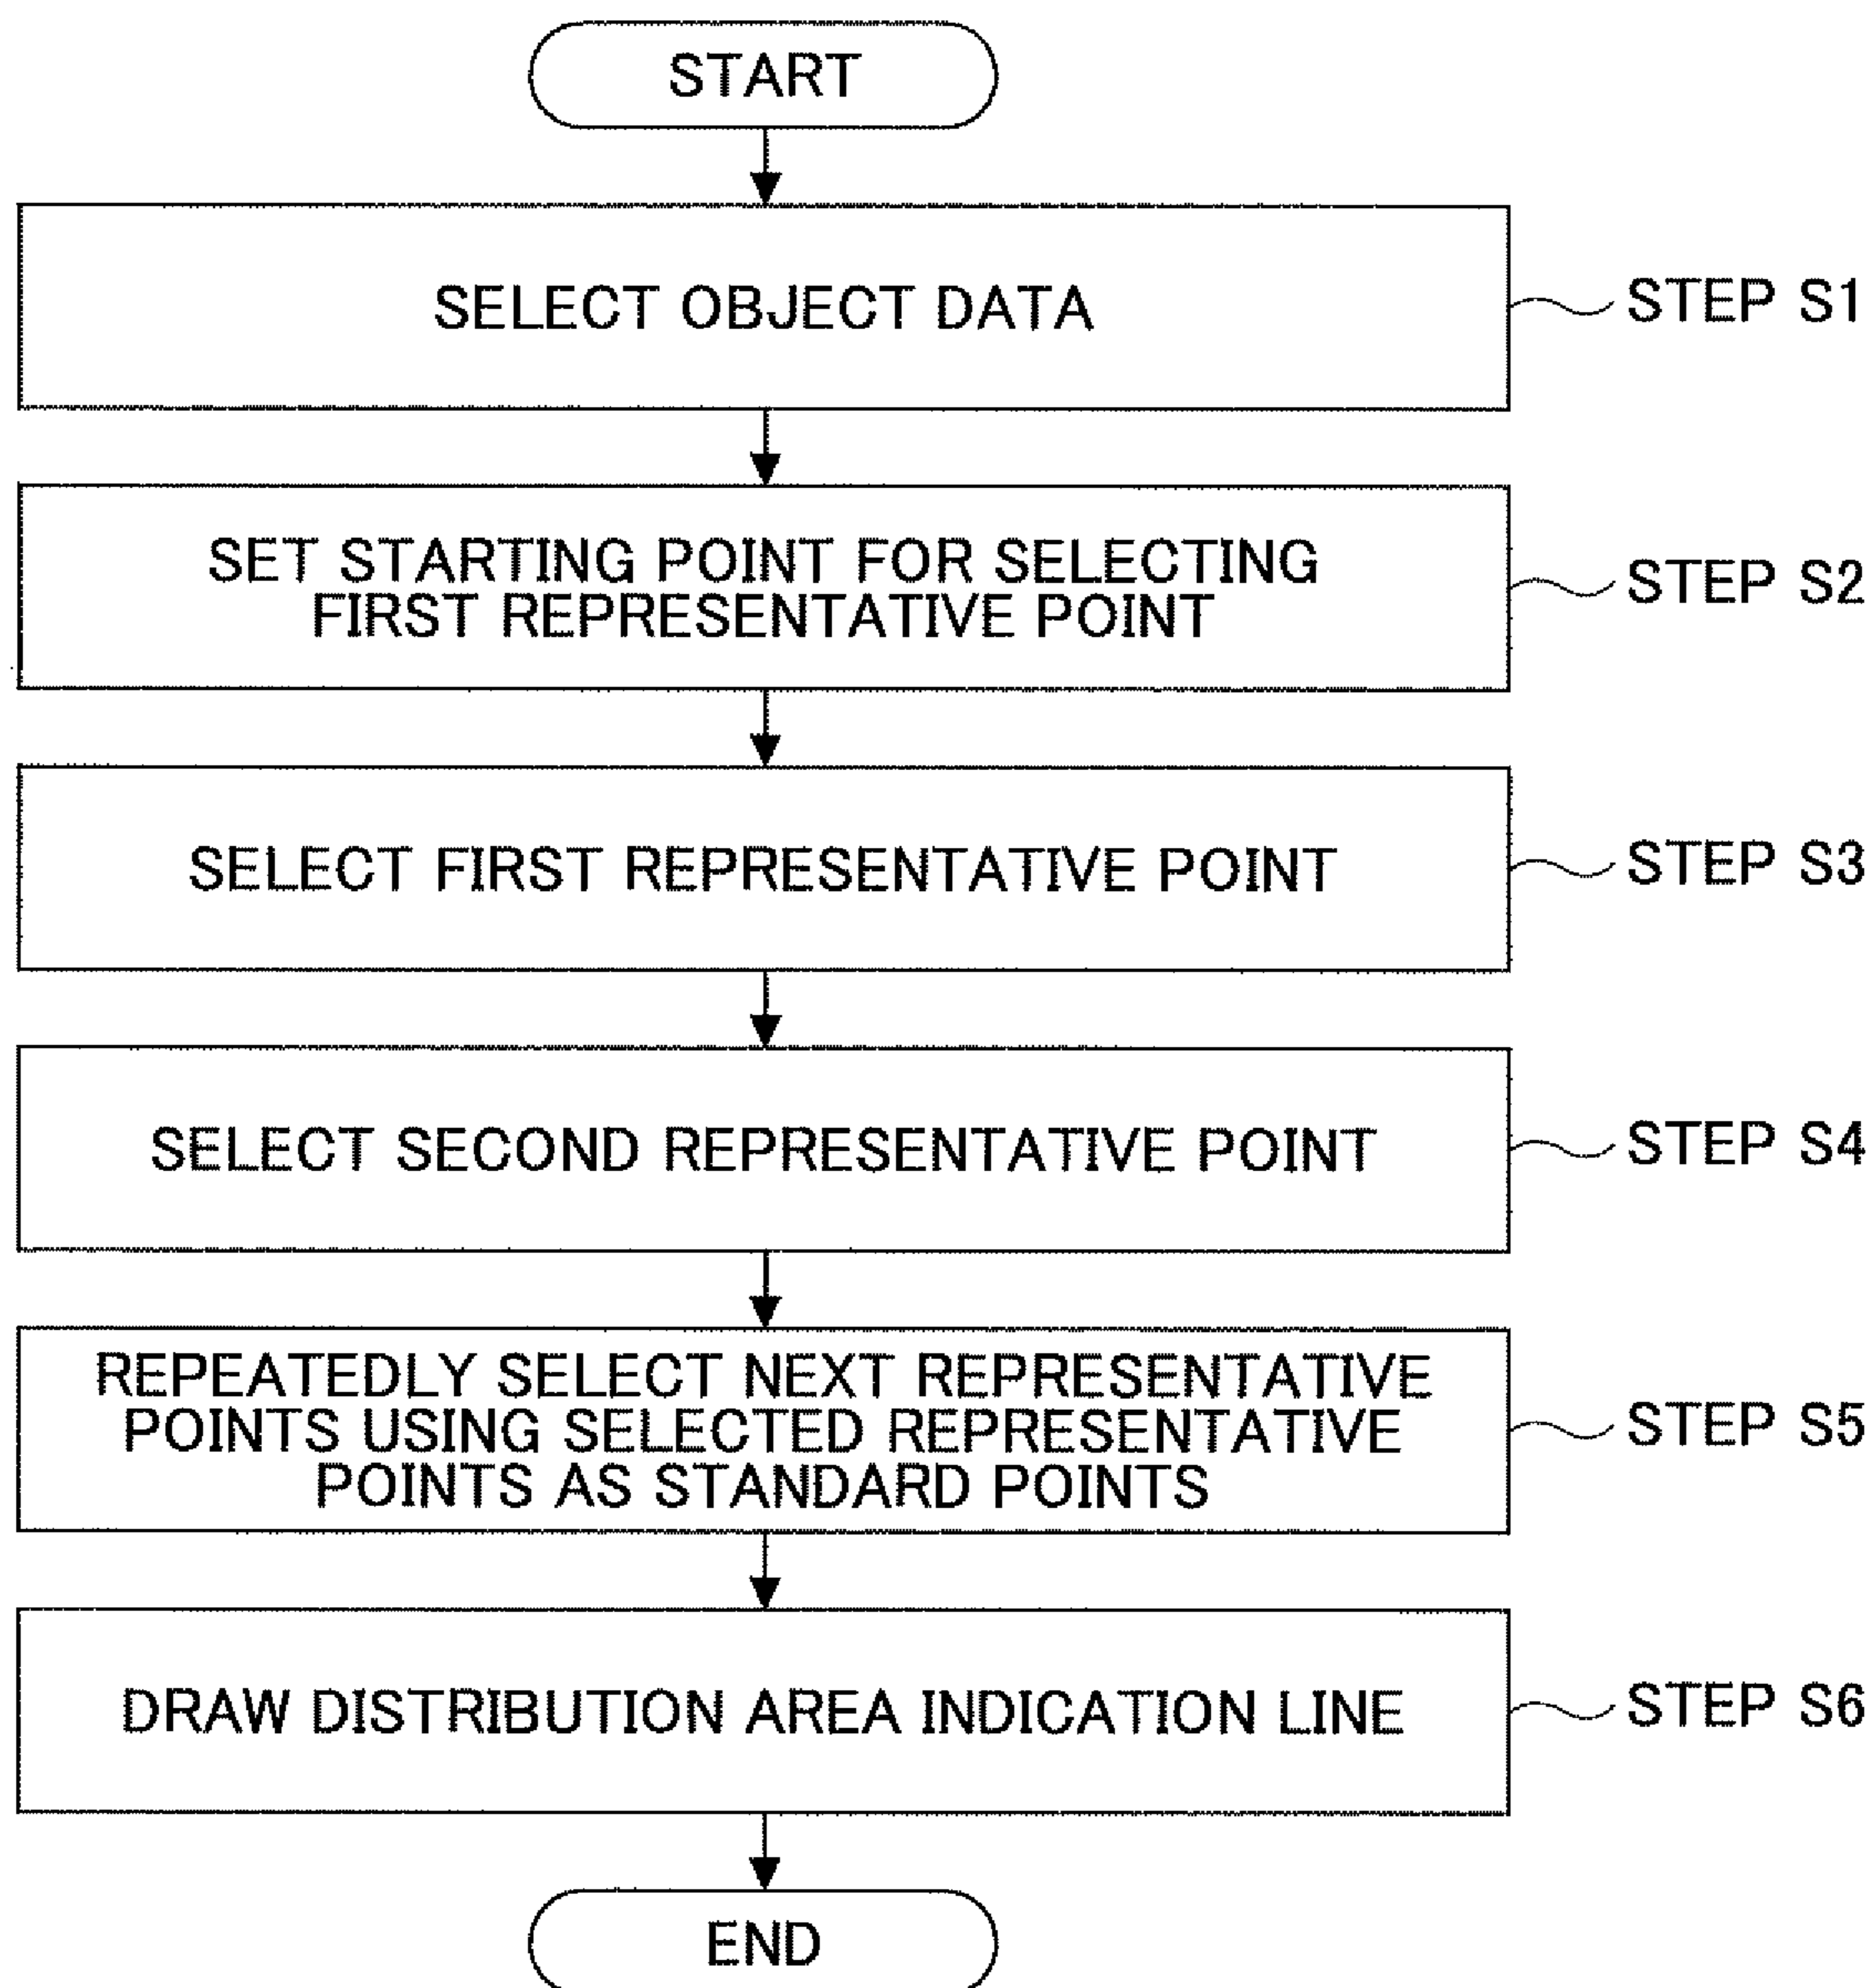 START
SELECT OBJECT DATA
STEP S1
SET STARTING POINT FOR SELECTING
FIRST REPRESENTATIVE POINT
STEP S2
SELECT FIRST REPRESENTATIVE POINT
STEP S3
SELECT SECOND REPRESENTATIVE POINT
STEP S4
REPEATEDLY SELECT NEXT REPRESENTATIVE
POINTS USING SELECTED REPRESENTATIVE
POINTS AS STANDARD POINTS
STEP S5
DRAW DISTRIBUTION AREA INDICATION LINE
STEP S6
END